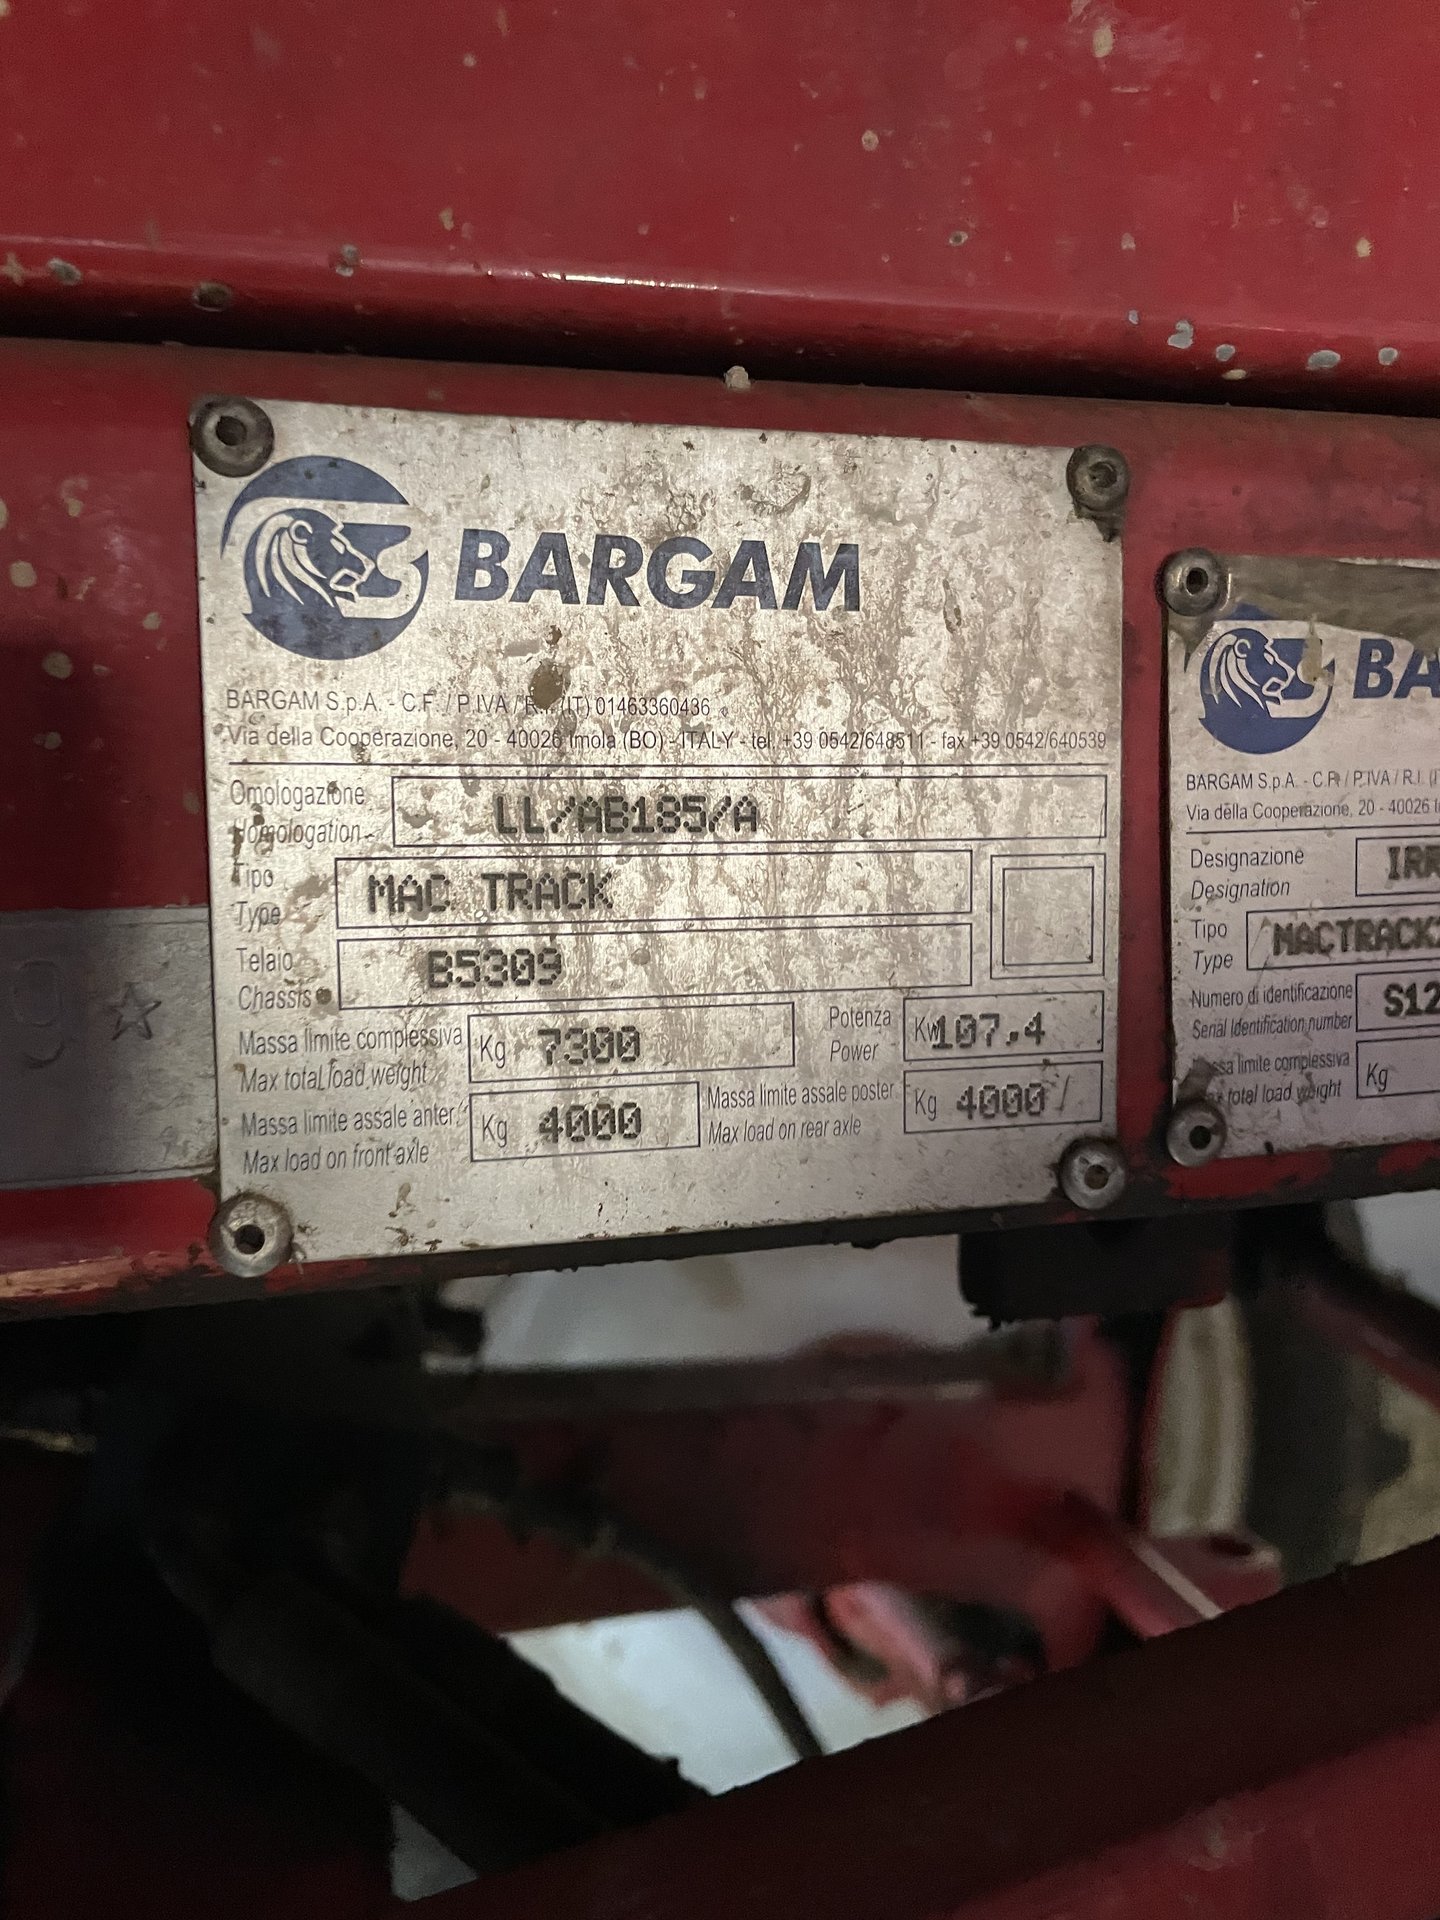 BARGAM
BARGAM S.p.A. - C.F. / P.IVA / R.I. (IT) 01463360436
Via della Cooperazione, 20 - 40026 Imola (BO) - ITALY - tel. +39 0542/648511 - fax +39 0542/640539
Omologazione
Homologation
LL/AB185/A
Tipo
Type
MAC TRACK
Telaio
Chassis
B5309
Massa limite complessiva
Max total load weight
Kg 7300
Potenza
Power
Kw 107.4
Massa limite assale anter.
Max load on front axle
Kg 4000
Massa limite assale poster.
Max load on rear axle
Kg 4000
BA
BARGAM S.p.A. - C.F. / P.IVA / R.I. (I
Via della Cooperazione, 20 - 40026 I
Designazione
Designation
IRR
Tipo
Type
MACTRACK
Numero di identificazione
Serial Identification number
S12
Massa limite complessiva
total load weight
Kg